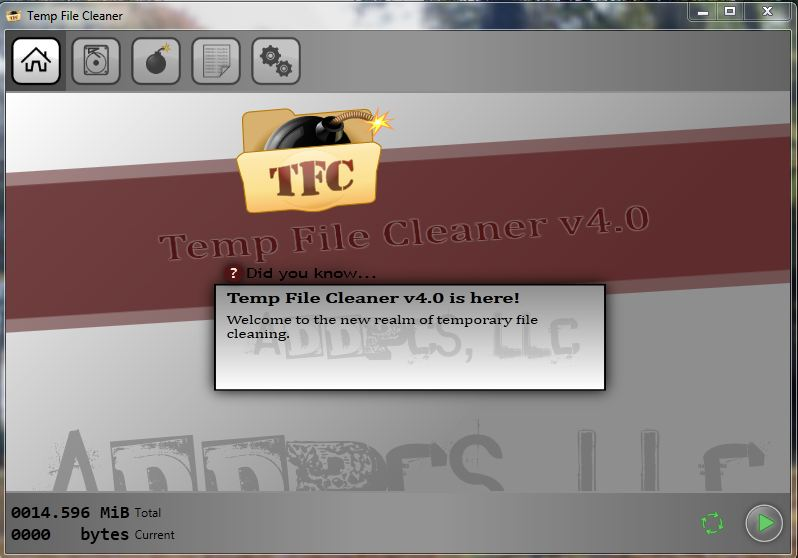 Temp File Cleaner
TFC
Temp File Cleaner v4.0
? Did you know...
Temp File Cleaner v4.0 is here!
Welcome to the new realm of temporary file
cleaning.
ADDPCS, LLC
ADDPCS, LLC
0014.596 MiB Total
0000 bytes Current